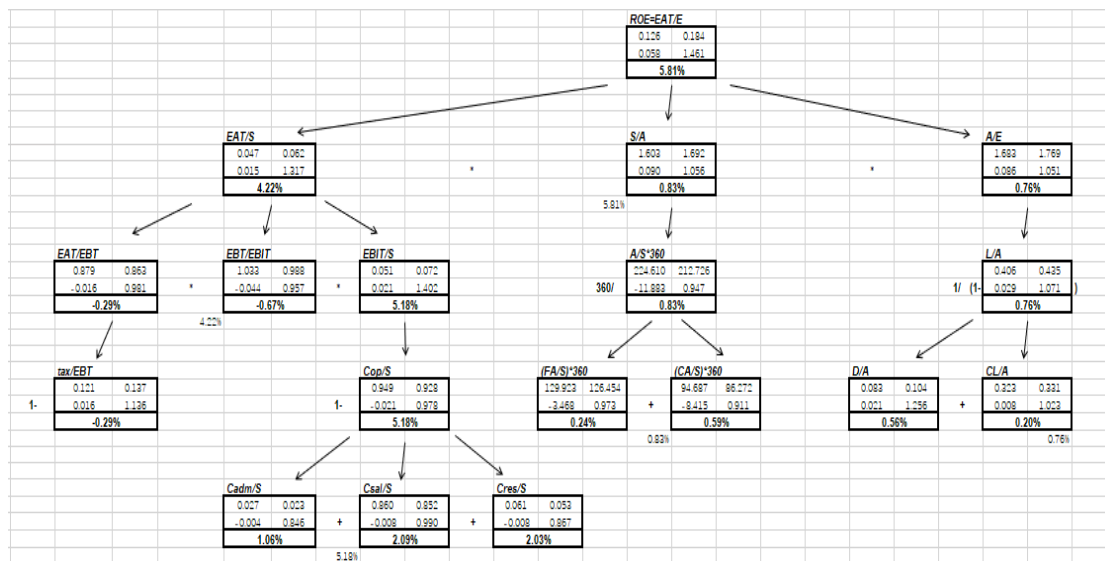 ROE=EAT/E
0.126 0.184
0.058 1.461
5.81%
EAT/S S/A A/E
0.047 0.062 1.603 1.692 1.683 1.769
0.015 1.317 * 0.090 1.056 * 0.086 1.051
4.22% 0.83% 0.76%
5.81%
EAT/EBT EBT/EBIT EBIT/S A/S*360 L/A
0.879 0.863 1.033 0.988 0.051 0.072 224.610 212.726 0.406 0.435
-0.016 0.981 * -0.044 0.957 * 0.021 1.402 360/ -11.883 0.947 1/ (1- 0.029 1.071 )
-0.29% -0.67% 5.18% 0.83% 0.76%
4.22%
tax/EBT Cop/S (FA/S)*360 (CA/S)*360 D/A CL/A
0.121 0.137 0.949 0.928 129.923 126.454 94.687 86.272 0.083 0.104 0.323 0.331
1- 0.016 1.136 1- -0.021 0.978 -3.468 0.973 + -8.415 0.911 0.021 1.256 + 0.008 1.023
-0.29% 5.18% 0.24% 0.59% 0.56% 0.20%
0.83% 0.76%
Cadm/S Csal/S Cres/S
0.027 0.023 0.860 0.852 0.061 0.053
-0.004 0.846 + -0.008 0.990 + -0.008 0.867
1.06% 2.09% 2.03%
5.18%